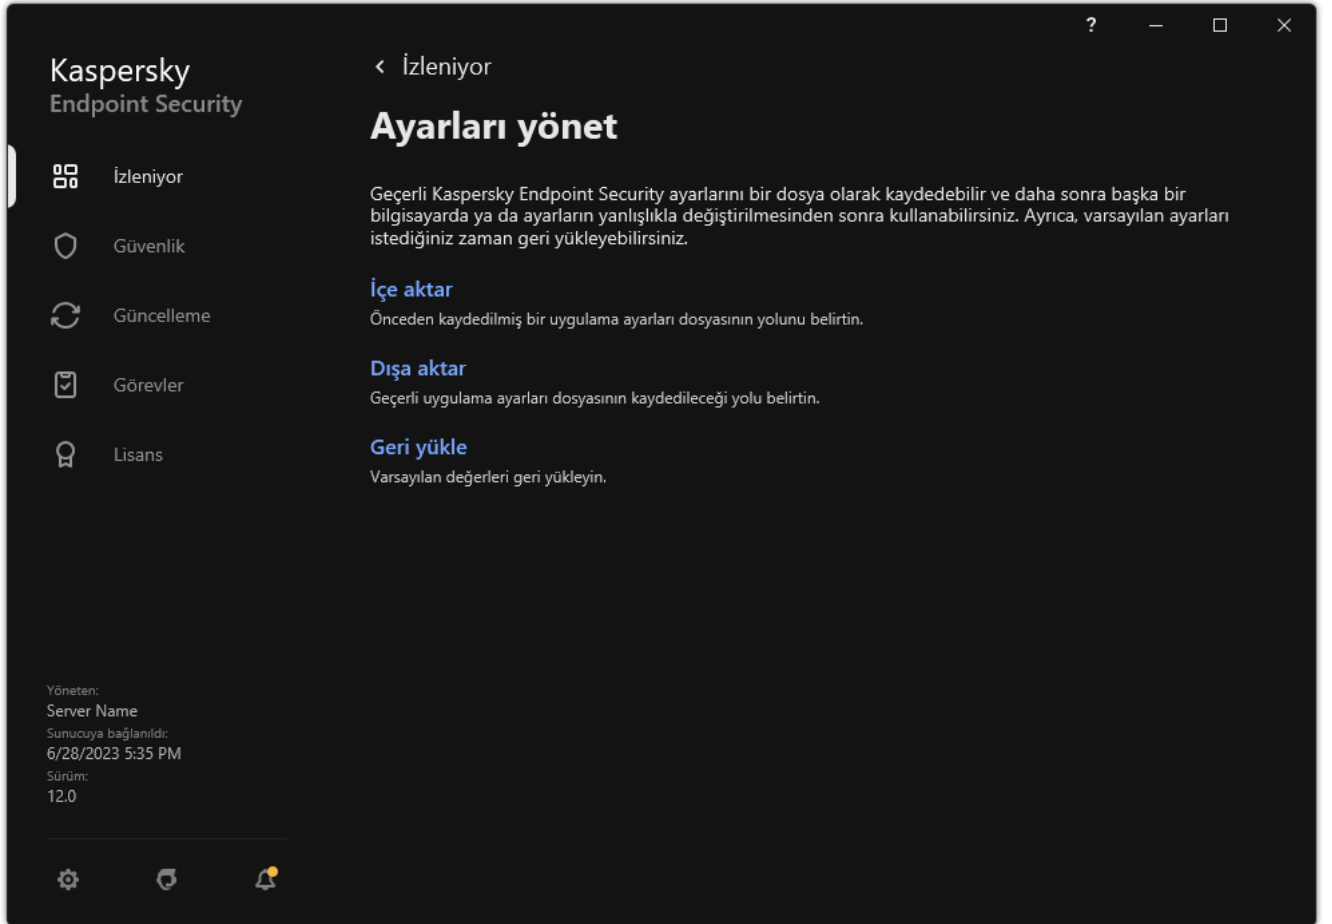 ?
Kaspersky
Endpoint Security
İzleniyor
Güvenlik
Güncelleme
Görevler
Lisans
Yöneten:
Server Name
Sunucuya bağlanıldı:
6/28/2023 5:35 PM
Sürüm:
12.0
İzleniyor
Ayarları yönet
Geçerli Kaspersky Endpoint Security ayarlarını bir dosya olarak kaydedebilir ve daha sonra başka bir
bilgisayarda ya da ayarların yanlışlıkla değiştirilmesinden sonra kullanabilirsiniz. Ayrıca, varsayılan ayarları
istediğiniz zaman geri yükleyebilirsiniz.
İçe aktar
Önceden kaydedilmiş bir uygulama ayarları dosyasının yolunu belirtin.
Dışa aktar
Geçerli uygulama ayarları dosyasının kaydedileceği yolu belirtin.
Geri yükle
Varsayılan değerleri geri yükleyin.